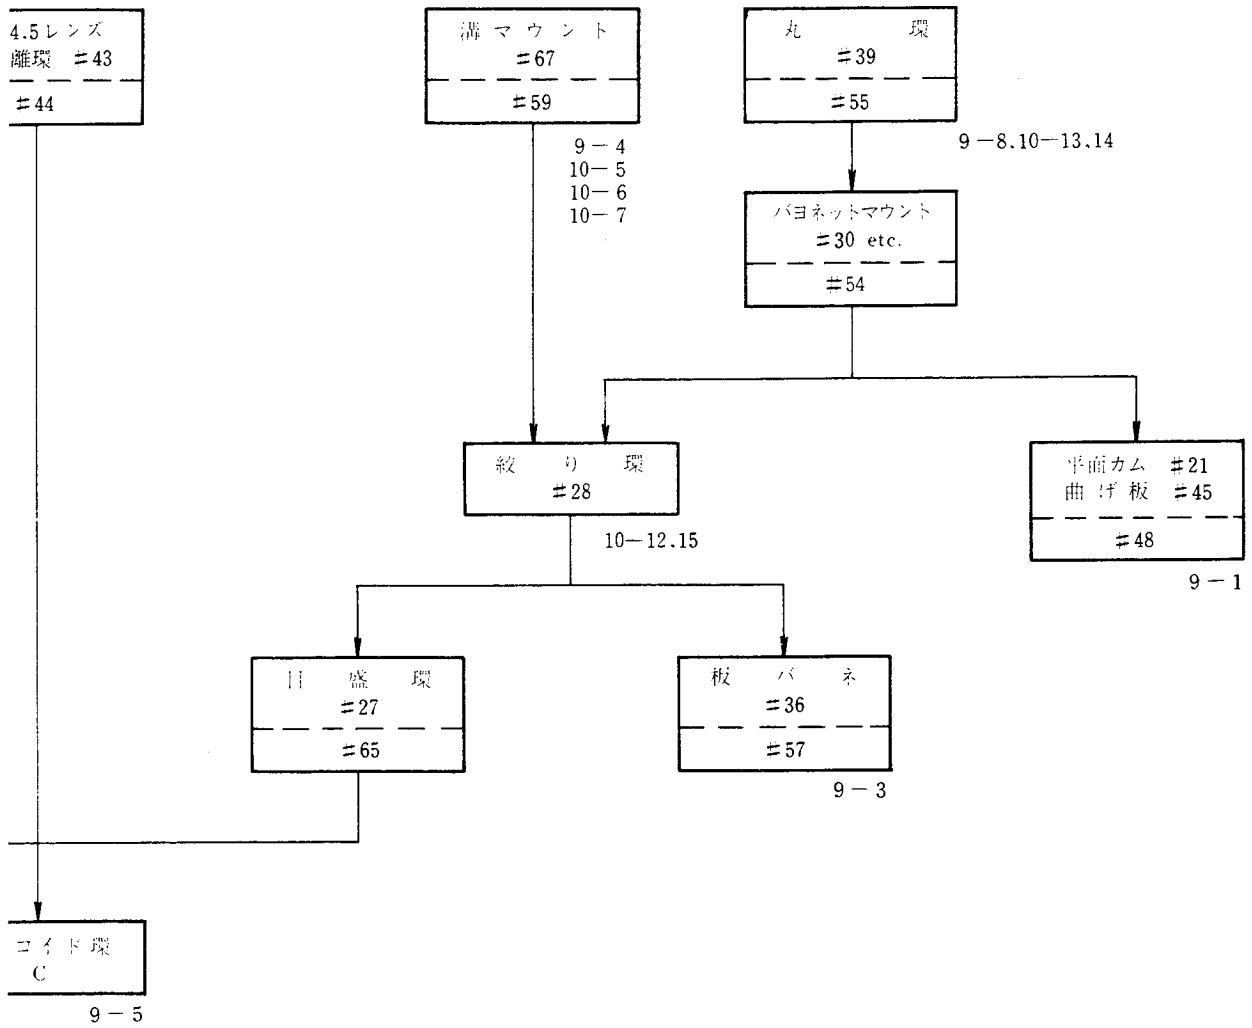 4.5レンズ
離環 #43
#44
溝マウント
#67
#59
9-4
10-5
10-6
10-7
丸環
#39
#55
9-8.10-13.14
バヨネットマウント
#30 etc.
#54
絞り環
#28
10-12.15
平面カム #21
曲げ板 #45
#48
9-1
目盛環
#27
#65
板バネ
#36
#57
9-3
コイド環
C
9-5